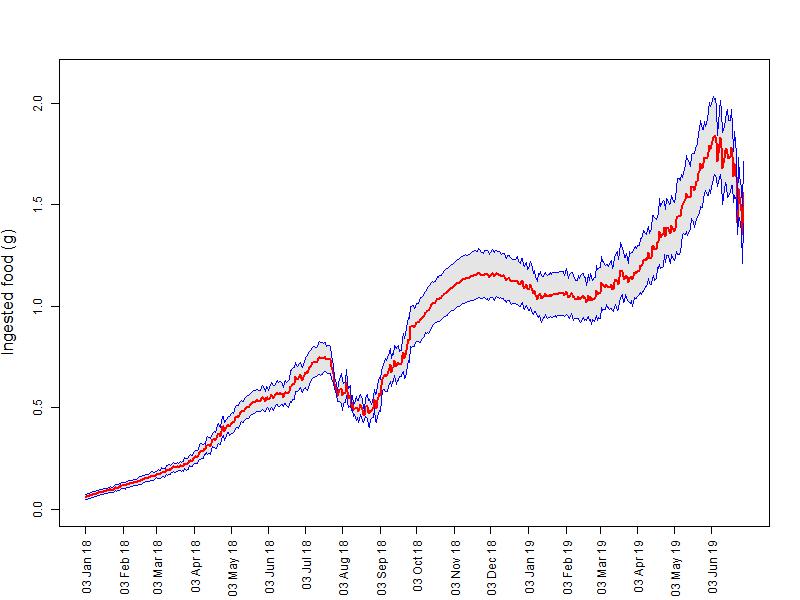 Ingested food (g)
2.0
1.5
1.0
0.5
0.0
03 Jan 18
03 Feb 18
03 Mar 18
03 Apr 18
03 May 18
03 Jun 18
03 Jul 18
03 Aug 18
03 Sep 18
03 Oct 18
03 Nov 18
03 Dec 18
03 Jan 19
03 Feb 19
03 Mar 19
03 Apr 19
03 May 19
03 Jun 19